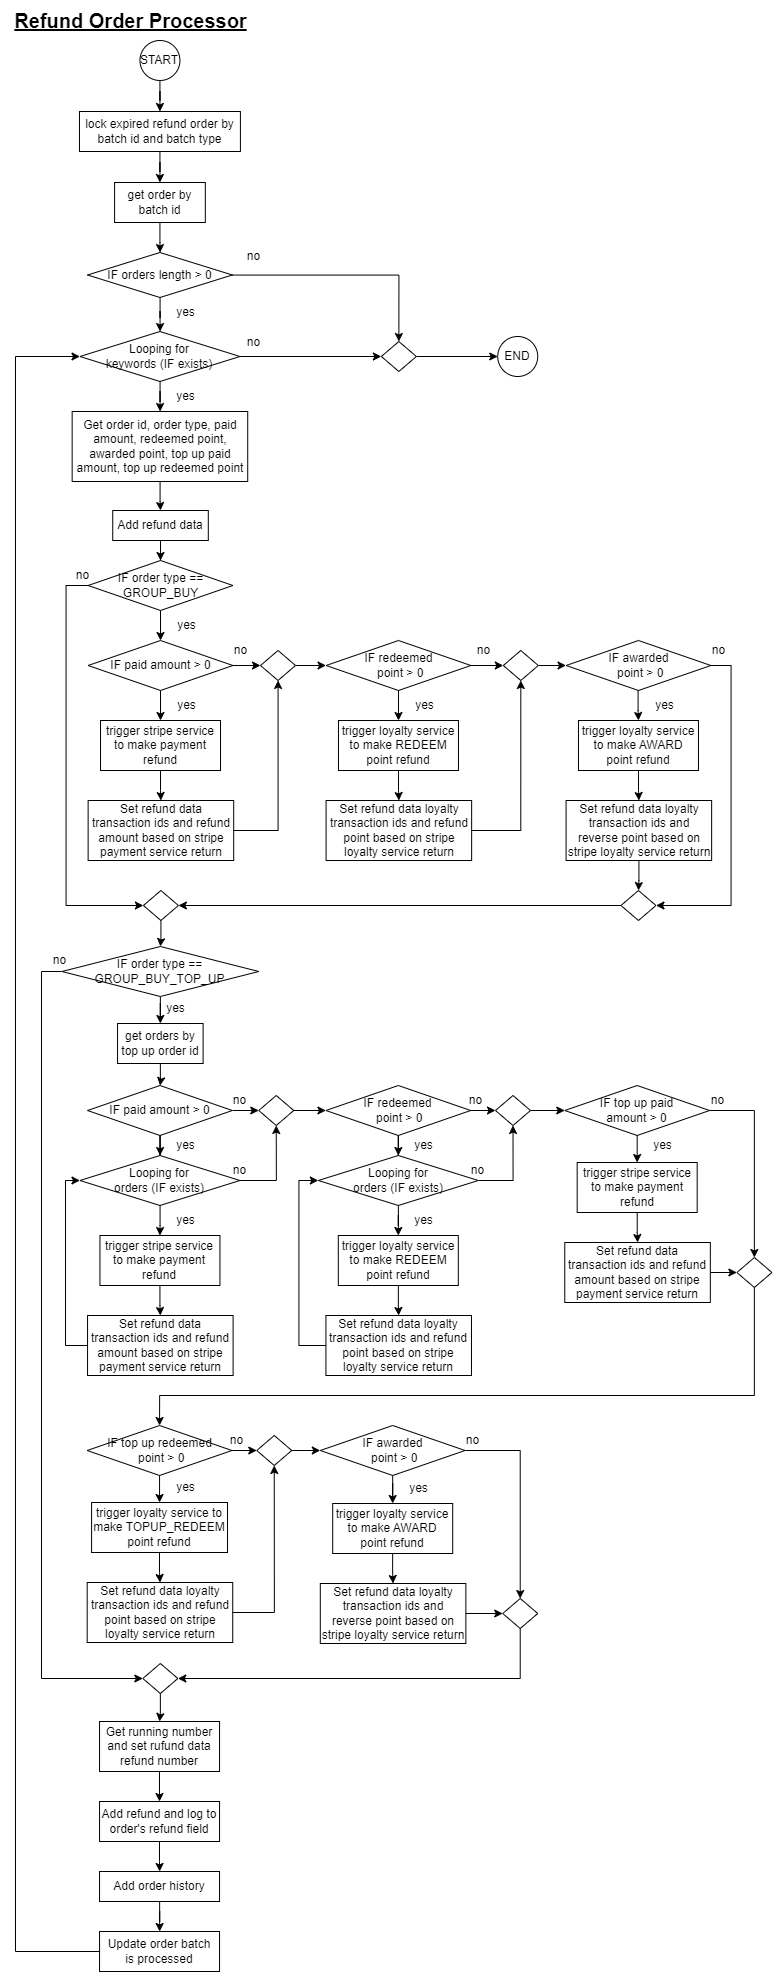 Refund Order Processor
START
lock expired refund order by
batch id and batch type
get order by
batch id
IF orders length > 0
no
yes
Looping for
keywords (IF exists)
no
END
yes
Get order id, order type, paid
amount, redeemed point,
awarded point, top up paid
amount, top up redeemed point
Add refund data
no
IF order type ==
GROUP_BUY
yes
IF paid amount > 0
no
yes
trigger stripe service
to make payment
refund
Set refund data
transaction ids and refund
amount based on stripe
payment service return
IF redeemed
point > 0
no
yes
trigger loyalty service
to make REDEEM
point refund
Set refund data loyalty
transaction ids and refund
point based on stripe
loyalty service return
IF awarded
point > 0
no
yes
trigger loyalty service
to make AWARD
point refund
Set refund data loyalty
transaction ids and
reverse point based on
stripe loyalty service return
no
IF order type ==
GROUP_BUY_TOP_UP
yes
get orders by
top up order id
IF paid amount > 0
no
yes
Looping for
orders (IF exists)
no
yes
trigger stripe service
to make payment
refund
Set refund data
transaction ids and refund
amount based on stripe
payment service return
IF redeemed
point > 0
no
yes
Looping for
orders (IF exists)
no
yes
trigger loyalty service
to make REDEEM
point refund
Set refund data loyalty
transaction ids and refund
point based on stripe
loyalty service return
IF top up paid
amount > 0
no
yes
trigger stripe service
to make payment
refund
Set refund data
transaction ids and refund
amount based on stripe
payment service return
IF top up redeemed
point > 0
no
yes
trigger loyalty service to
make TOPUP_REDEEM
point refund
Set refund data loyalty
transaction ids and refund
point based on stripe
loyalty service return
IF awarded
point > 0
no
yes
trigger loyalty service
to make AWARD
point refund
Set refund data loyalty
transaction ids and
reverse point based on
stripe loyalty service return
Get running number
and set rufund data
refund number
Add refund and log to
order's refund field
Add order history
Update order batch
is processed